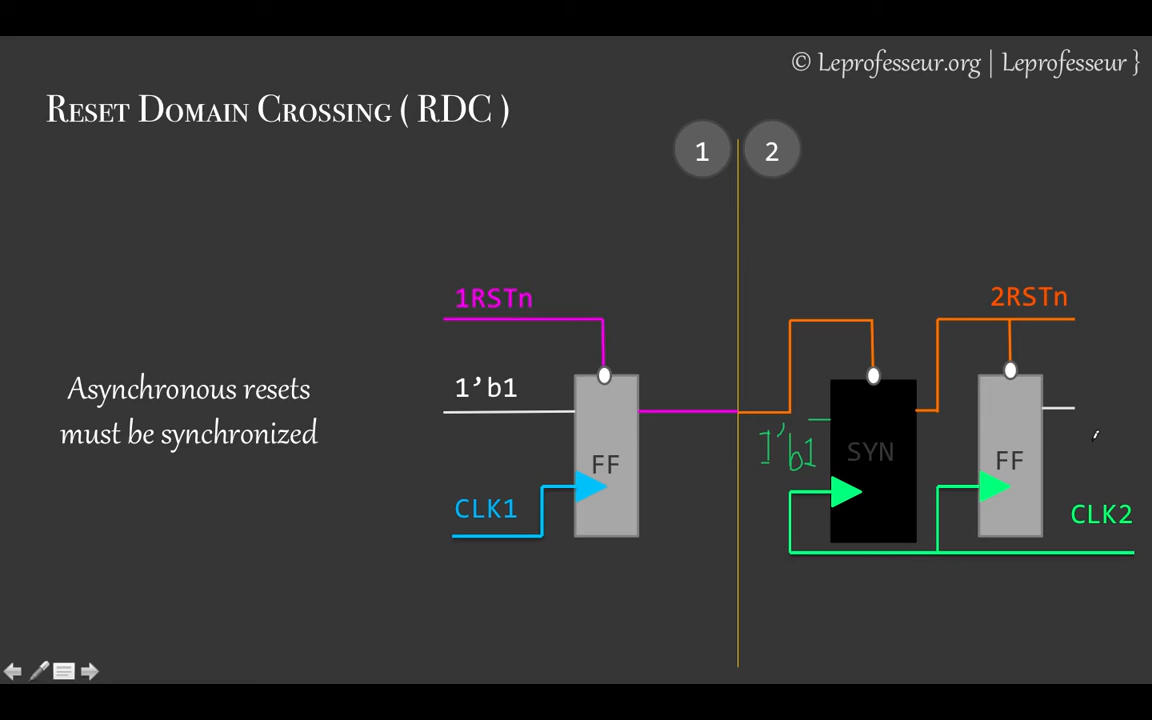 © Leprofesseur.org | Leprofesseur }
Reset Domain Crossing ( RDC )
1
2
1RSTn
2RSTn
Asynchronous resets
must be synchronized
1’b1
1'b1
SYN
FF
FF
CLK1
CLK2